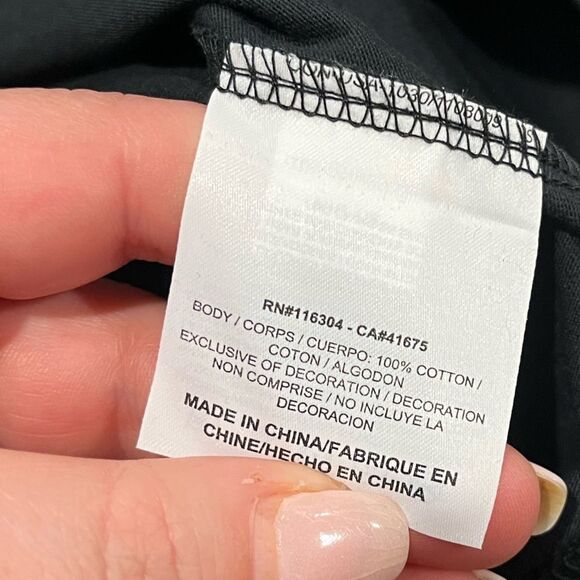 RN#116304 - CA#41675
BODY / CORPS / CUERPO: 100% COTTON /
COTON / ALGODON
EXCLUSIVE OF DECORATION / DECORATION
NON COMPRISE / NO INCLUYE LA
DECORACION
MADE IN CHINA/FABRIQUE EN
CHINE/HECHO EN CHINA